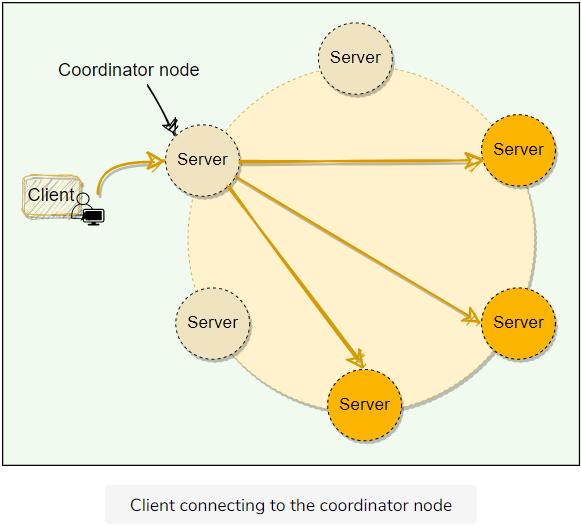 Server
Coordinator node
Server
Server
Client
Server
Server
Server
Client connecting to the coordinator node